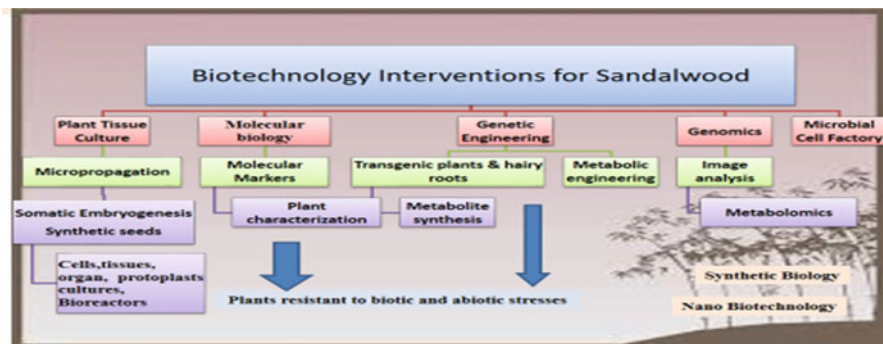 Biotechnology Interventions for Sandalwood
Plant Tissue
Culture
Molecular
biology
Genetic
Engineering
Genomics
Microbial
Cell Factory
Micropropagation
Molecular
Markers
Transgenic plants & hairy
roots
Metabolic
engineering
Image
analysis
Somatic Embryogenesis
Synthetic seeds
Plant
characterization
Metabolite
synthesis
Metabolomics
Cells,tissues,
organ, protoplasts
cultures,
Bioreactors
Plants resistant to biotic and abiotic stresses
Synthetic Biology
Nano Biotechnology